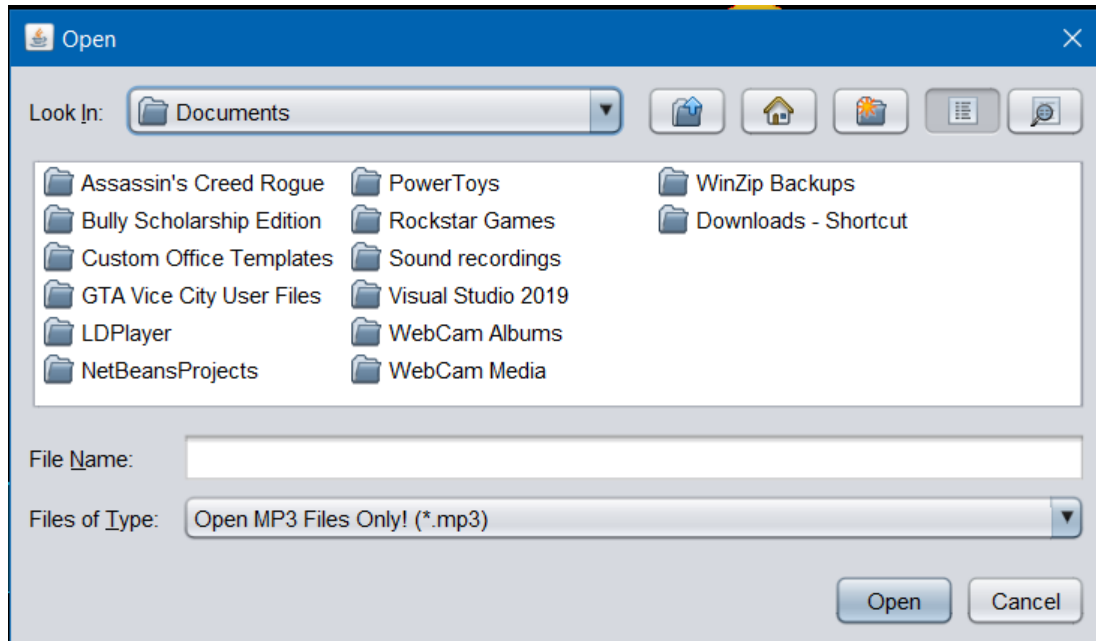 Open
Look In: Documents
Assassin's Creed Rogue PowerToys WinZip Backups
Bully Scholarship Edition Rockstar Games Downloads - Shortcut
Custom Office Templates Sound recordings
GTA Vice City User Files Visual Studio 2019
LDPlayer WebCam Albums
NetBeansProjects WebCam Media
File Name:
Files of Type: Open MP3 Files Only! (*.mp3)
Open Cancel